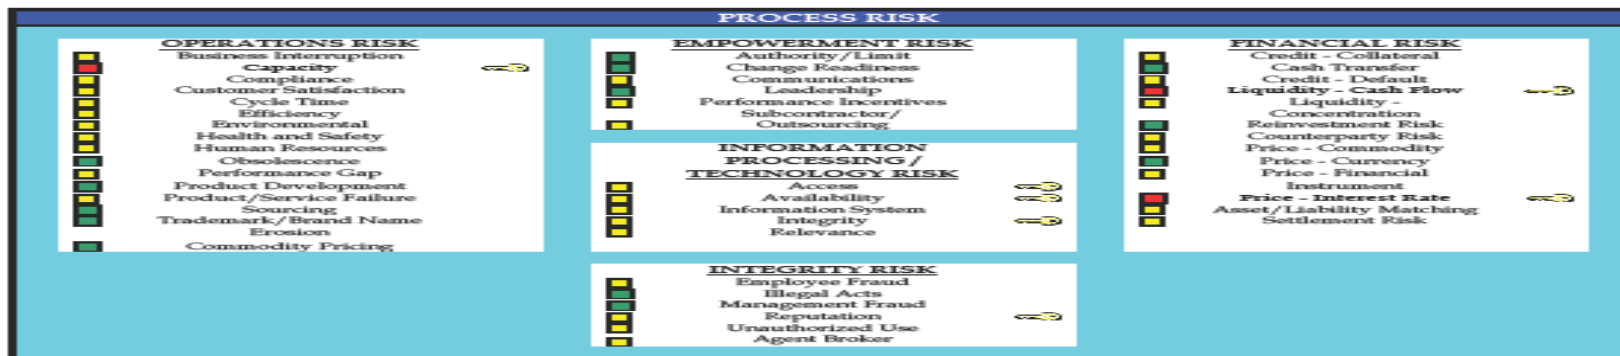 PROCESS RISK
OPERATIONS RISK
Business Interruption
Capacity
Compliance
Customer Satisfaction
Cycle Time
Efficiency
Environmental
Health and Safety
Human Resources
Obsolescence
Performance Gap
Product Development
Product/Service Failure
Sourcing
Trademark/Brand Name
Erosion
Commodity Pricing
EMPOWERMENT RISK
Authority/Limit
Change Readiness
Communications
Leadership
Performance Incentives
Subcontractor/
Outsourcing
INFORMATION
PROCESSING/
TECHNOLOGY RISK
Access
Availability
Information System
Integrity
Relevance
INTEGRITY RISK
Employee Fraud
Illegal Acts
Management Fraud
Reputation
Unauthorized Use
Agent Broker
FINANCIAL RISK
Credit - Collateral
Cash Transfer
Credit - Default
Liquidity - Cash Flow
Liquidity -
Concentration
Reinvestment Risk
Counterparty Risk
Price - Commodity
Price - Currency
Price - Financial
Instrument
Price - Interest Rate
Asset/Liability Matching
Settlement Risk